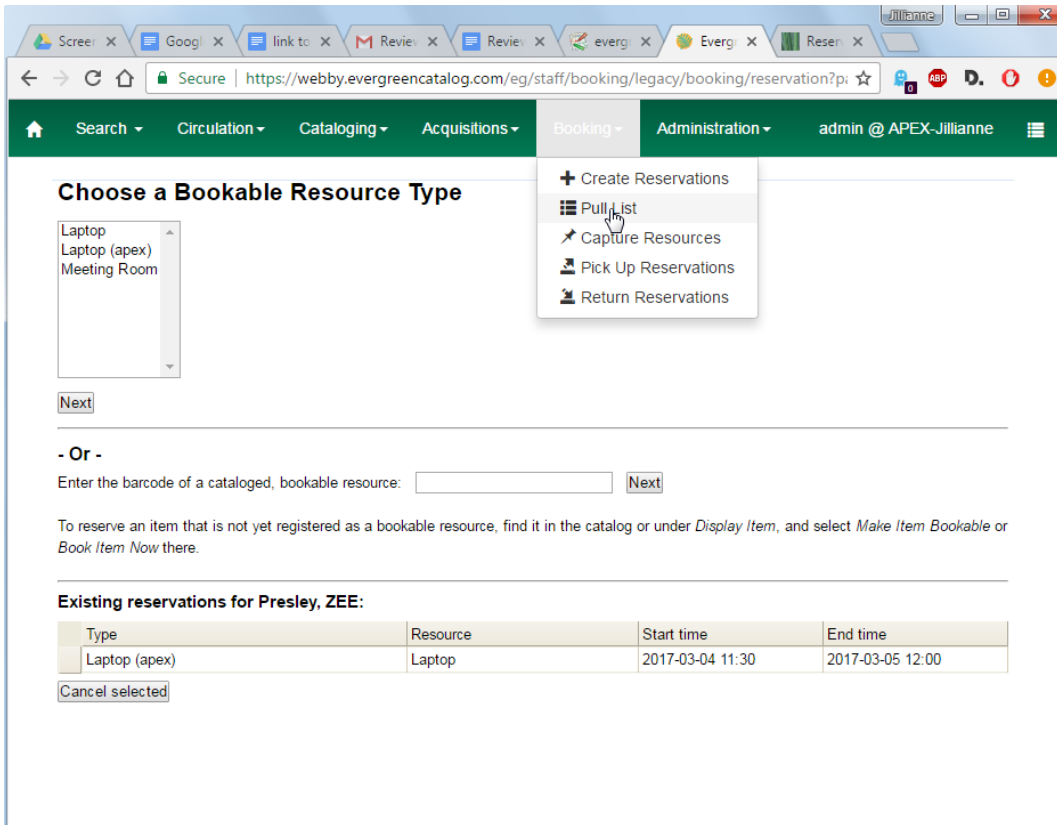 Jillianne
Screer Googl link to Review Review everg Everg Reserv
Secure | https://webby.evergreencatalog.com/eg/staff/booking/legacy/booking/reservation?pa
0 ABP D.
Search Circulation Cataloging Acquisitions Booking Administration admin @ APEX-Jillianne
Create Reservations
Pull List
Capture Resources
Pick Up Reservations
Return Reservations
Choose a Bookable Resource Type
Laptop
Laptop (apex)
Meeting Room
Next
- Or -
Enter the barcode of a cataloged, bookable resource: Next
To reserve an item that is not yet registered as a bookable resource, find it in the catalog or under Display Item, and select Make Item Bookable or
Book Item Now there.
Existing reservations for Presley, ZEE:
Type Resource Start time End time
Laptop (apex) Laptop 2017-03-04 11:30 2017-03-05 12:00
Cancel selected